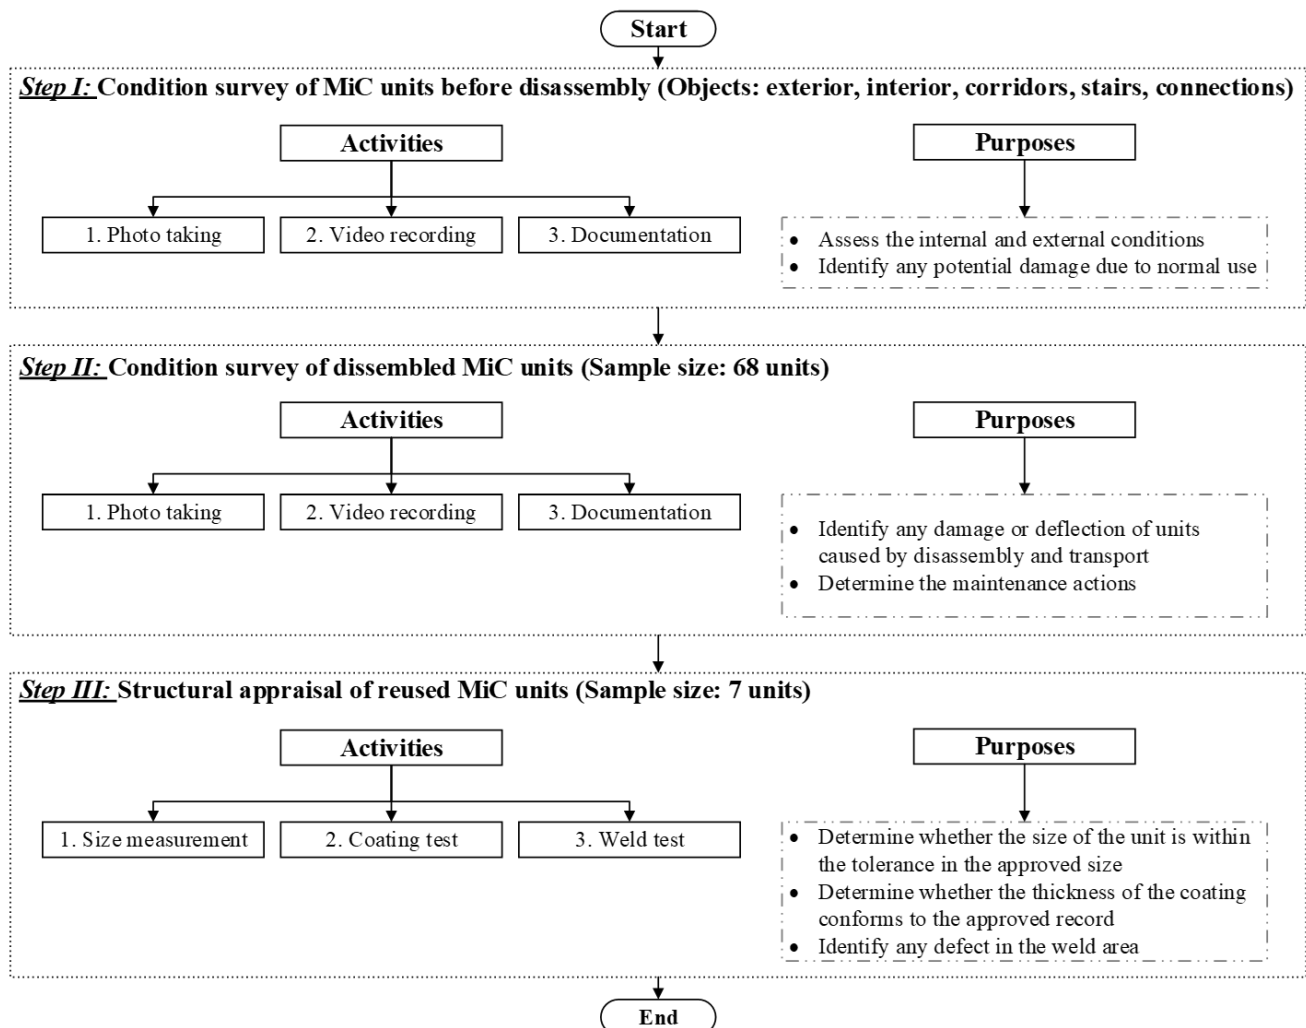 Start
Step I: Condition survey of MiC units before disassembly (Objects: exterior, interior, corridors, stairs, connections)
Activities
Purposes
1. Photo taking
2. Video recording
3. Documentation
• Assess the internal and external conditions
• Identify any potential damage due to normal use
Step II: Condition survey of dissembled MiC units (Sample size: 68 units)
Activities
Purposes
1. Photo taking
2. Video recording
3. Documentation
• Identify any damage or deflection of units
caused by disassembly and transport
• Determine the maintenance actions
Step III: Structural appraisal of reused MiC units (Sample size: 7 units)
Activities
Purposes
1. Size measurement
2. Coating test
3. Weld test
• Determine whether the size of the unit is within
the tolerance in the approved size
• Determine whether the thickness of the coating
conforms to the approved record
• Identify any defect in the weld area
End